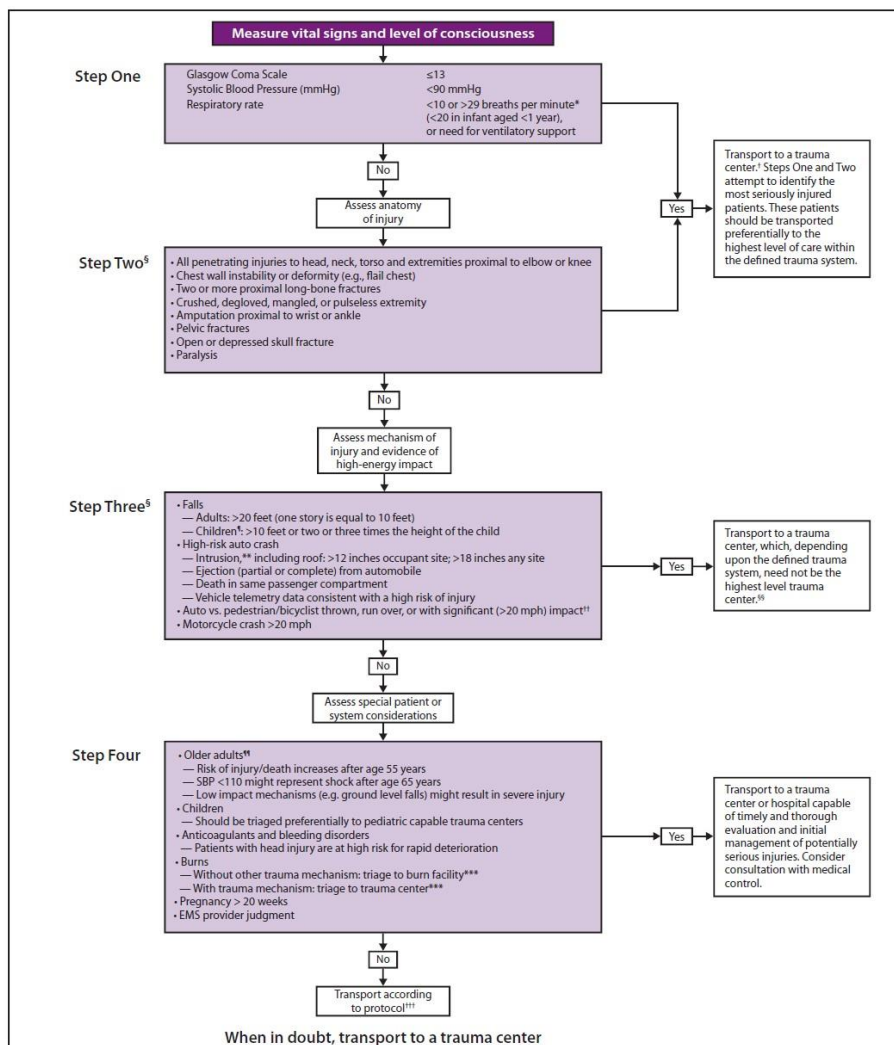 Measure vital signs and level of consciousness
Step One
Glasgow Coma Scale ≤13
Systolic Blood Pressure (mmHg) <90 mmHg
Respiratory rate <10 or >29 breaths per minute*
(<20 in infant aged <1 year),
or need for ventilatory support
No
Assess anatomy
of injury
Yes
Transport to a trauma
center.† Steps One and Two
attempt to identify the
most seriously injured
patients. These patients
should be transported
preferentially to the
highest level of care within
the defined trauma system.
Step Two§
• All penetrating injuries to head, neck, torso and extremities proximal to elbow or knee
• Chest wall instability or deformity (e.g., flail chest)
• Two or more proximal long-bone fractures
• Crushed, degloved, mangled, or pulseless extremity
• Amputation proximal to wrist or ankle
• Pelvic fractures
• Open or depressed skull fracture
• Paralysis
No
Assess mechanism of
injury and evidence of
high-energy impact
Step Three§
• Falls
— Adults: >20 feet (one story is equal to 10 feet)
— Children¶: >10 feet or two or three times the height of the child
• High-risk auto crash
— Intrusion,** including roof: >12 inches occupant site; >18 inches any site
— Ejection (partial or complete) from automobile
— Death in same passenger compartment
— Vehicle telemetry data consistent with a high risk of injury
• Auto vs. pedestrian/bicyclist thrown, run over, or with significant (>20 mph) impact††
• Motorcycle crash >20 mph
Yes
Transport to a trauma
center, which, depending
upon the defined trauma
system, need not be the
highest level trauma
center.§§
No
Assess special patient or
system considerations
Step Four
• Older adults¶¶
— Risk of injury/death increases after age 55 years
— SBP <110 might represent shock after age 65 years
— Low impact mechanisms (e.g. ground level falls) might result in severe injury
• Children
— Should be triaged preferentially to pediatric capable trauma centers
• Anticoagulants and bleeding disorders
— Patients with head injury are at high risk for rapid deterioration
• Burns
— Without other trauma mechanism: triage to burn facility***
— With trauma mechanism: triage to trauma center***
• Pregnancy > 20 weeks
• EMS provider judgment
Yes
Transport to a trauma
center or hospital capable
of timely and thorough
evaluation and initial
management of potentially
serious injuries. Consider
consultation with medical
control.
No
Transport according
to protocol†††
When in doubt, transport to a trauma center